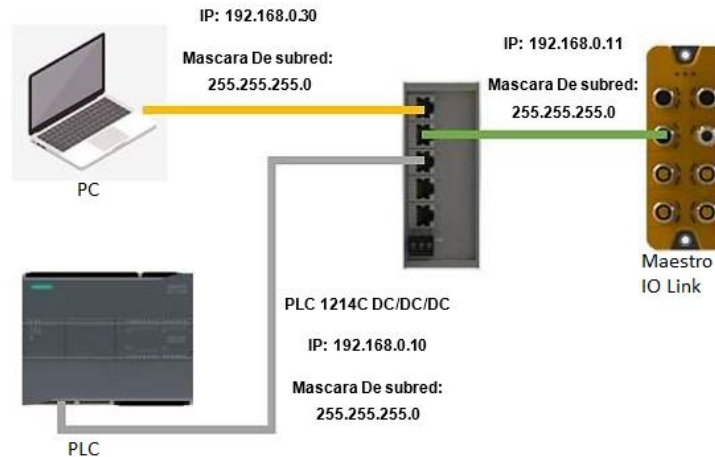 IP: 192.168.0.30
Mascara De subred:
255.255.255.0
IP: 192.168.0.11
Mascara De subred:
255.255.255.0
PC
Maestro
IO Link
PLC 1214C DC/DC/DC
IP: 192.168.0.10
Mascara De subred:
255.255.255.0
PLC